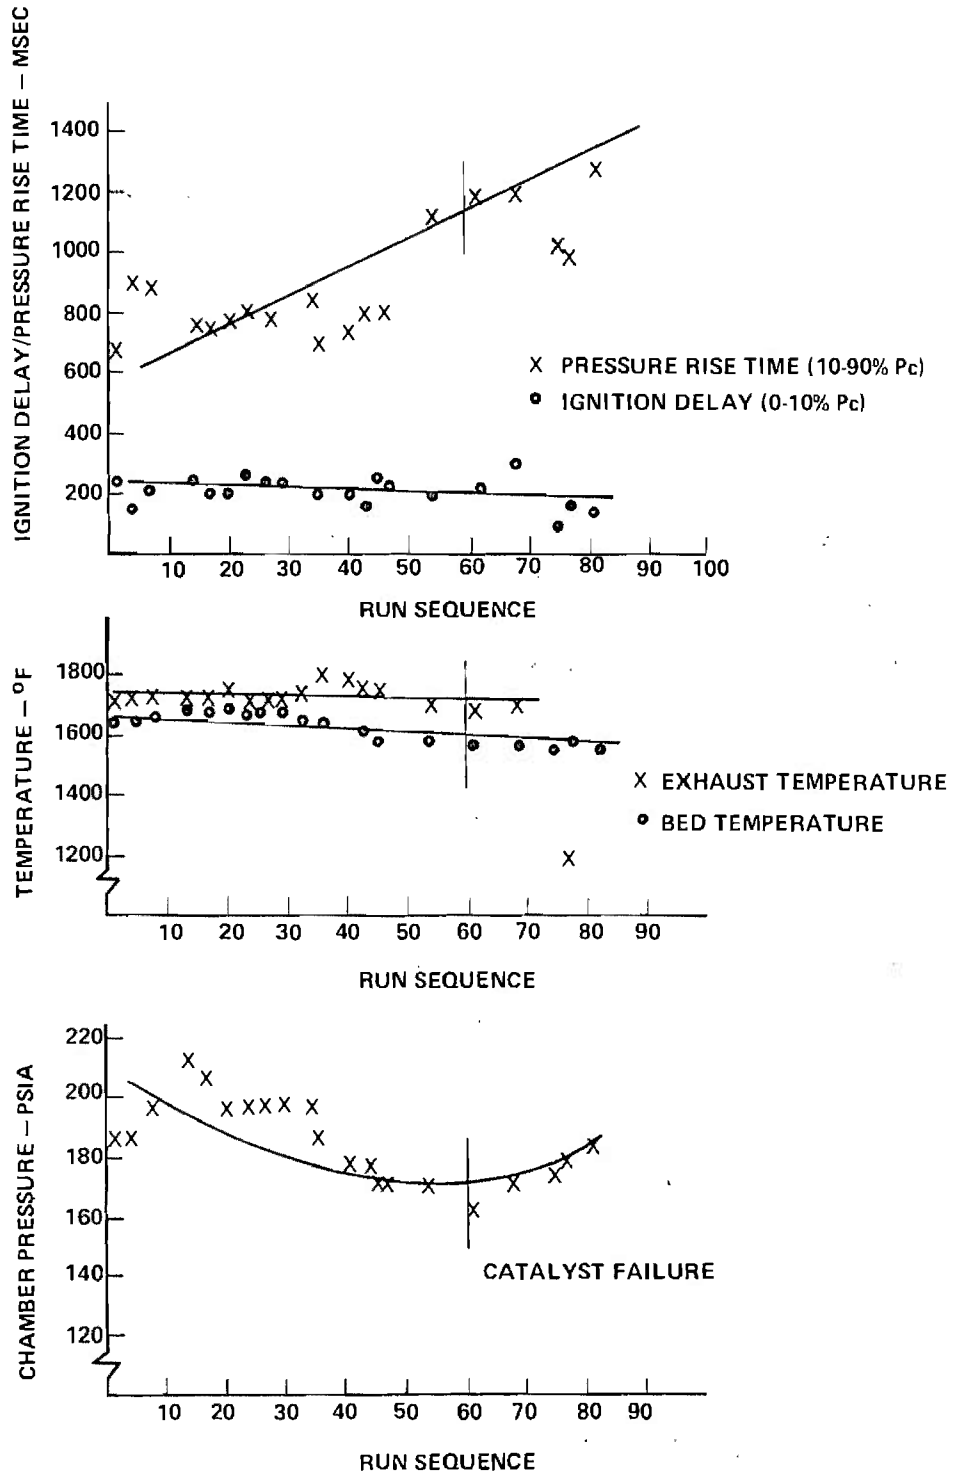 IGNITION DELAY/PRESSURE RISE TIME – MSEC
1400
1200
1000
800
600
400
200
X PRESSURE RISE TIME (10-90% Pc)
o IGNITION DELAY (0-10% Pc)
10 20 30 40 50 60 70 80 90 100
RUN SEQUENCE
TEMPERATURE – °F
1800
1600
1400
1200
X EXHAUST TEMPERATURE
o BED TEMPERATURE
10 20 30 40 50 60 70 80 90
RUN SEQUENCE
CHAMBER PRESSURE – PSIA
220
200
180
160
140
120
CATALYST FAILURE
10 20 30 40 50 60 70 80 90
RUN SEQUENCE